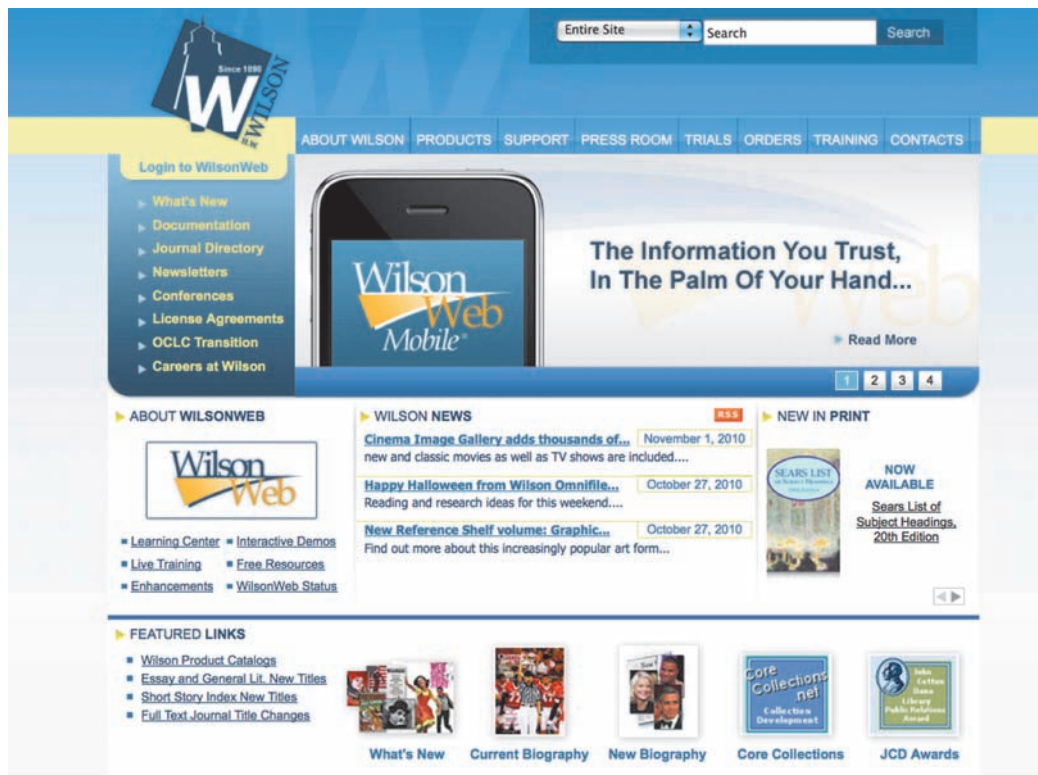 Entire Site
Search
Search
Since 1898
W
H.W. WILSON
ABOUT WILSON PRODUCTS SUPPORT PRESS ROOM TRIALS ORDERS TRAINING CONTACTS
Login to WilsonWeb
What's New
Documentation
Journal Directory
Newsletters
Conferences
License Agreements
OCLC Transition
Careers at Wilson
Wilson
Web
Mobile
The Information You Trust,
In The Palm Of Your Hand...
Read More
1 2 3 4
ABOUT WILSONWEB
Wilson
Web
Learning Center Interactive Demos
Live Training Free Resources
Enhancements WilsonWeb Status
WILSON NEWS RSS
Cinema Image Gallery adds thousands of... November 1, 2010
new and classic movies as well as TV shows are included....
Happy Halloween from Wilson Omnifile... October 27, 2010
Reading and research ideas for this weekend....
New Reference Shelf volume: Graphic... October 27, 2010
Find out more about this increasingly popular art form...
NEW IN PRINT
SEARS LIST
OF SUBJECT HEADINGS
NOW
AVAILABLE
Sears List of
Subject Headings,
20th Edition
FEATURED LINKS
Wilson Product Catalogs
Essay and General Lit. New Titles
Short Story Index New Titles
Full Text Journal Title Changes
What's New
Current Biography
New Biography
Core
Collections
.net
Collection
Development
Core Collections
John
Cotton
Dana
Library
Public Relations
Award
JCD Awards